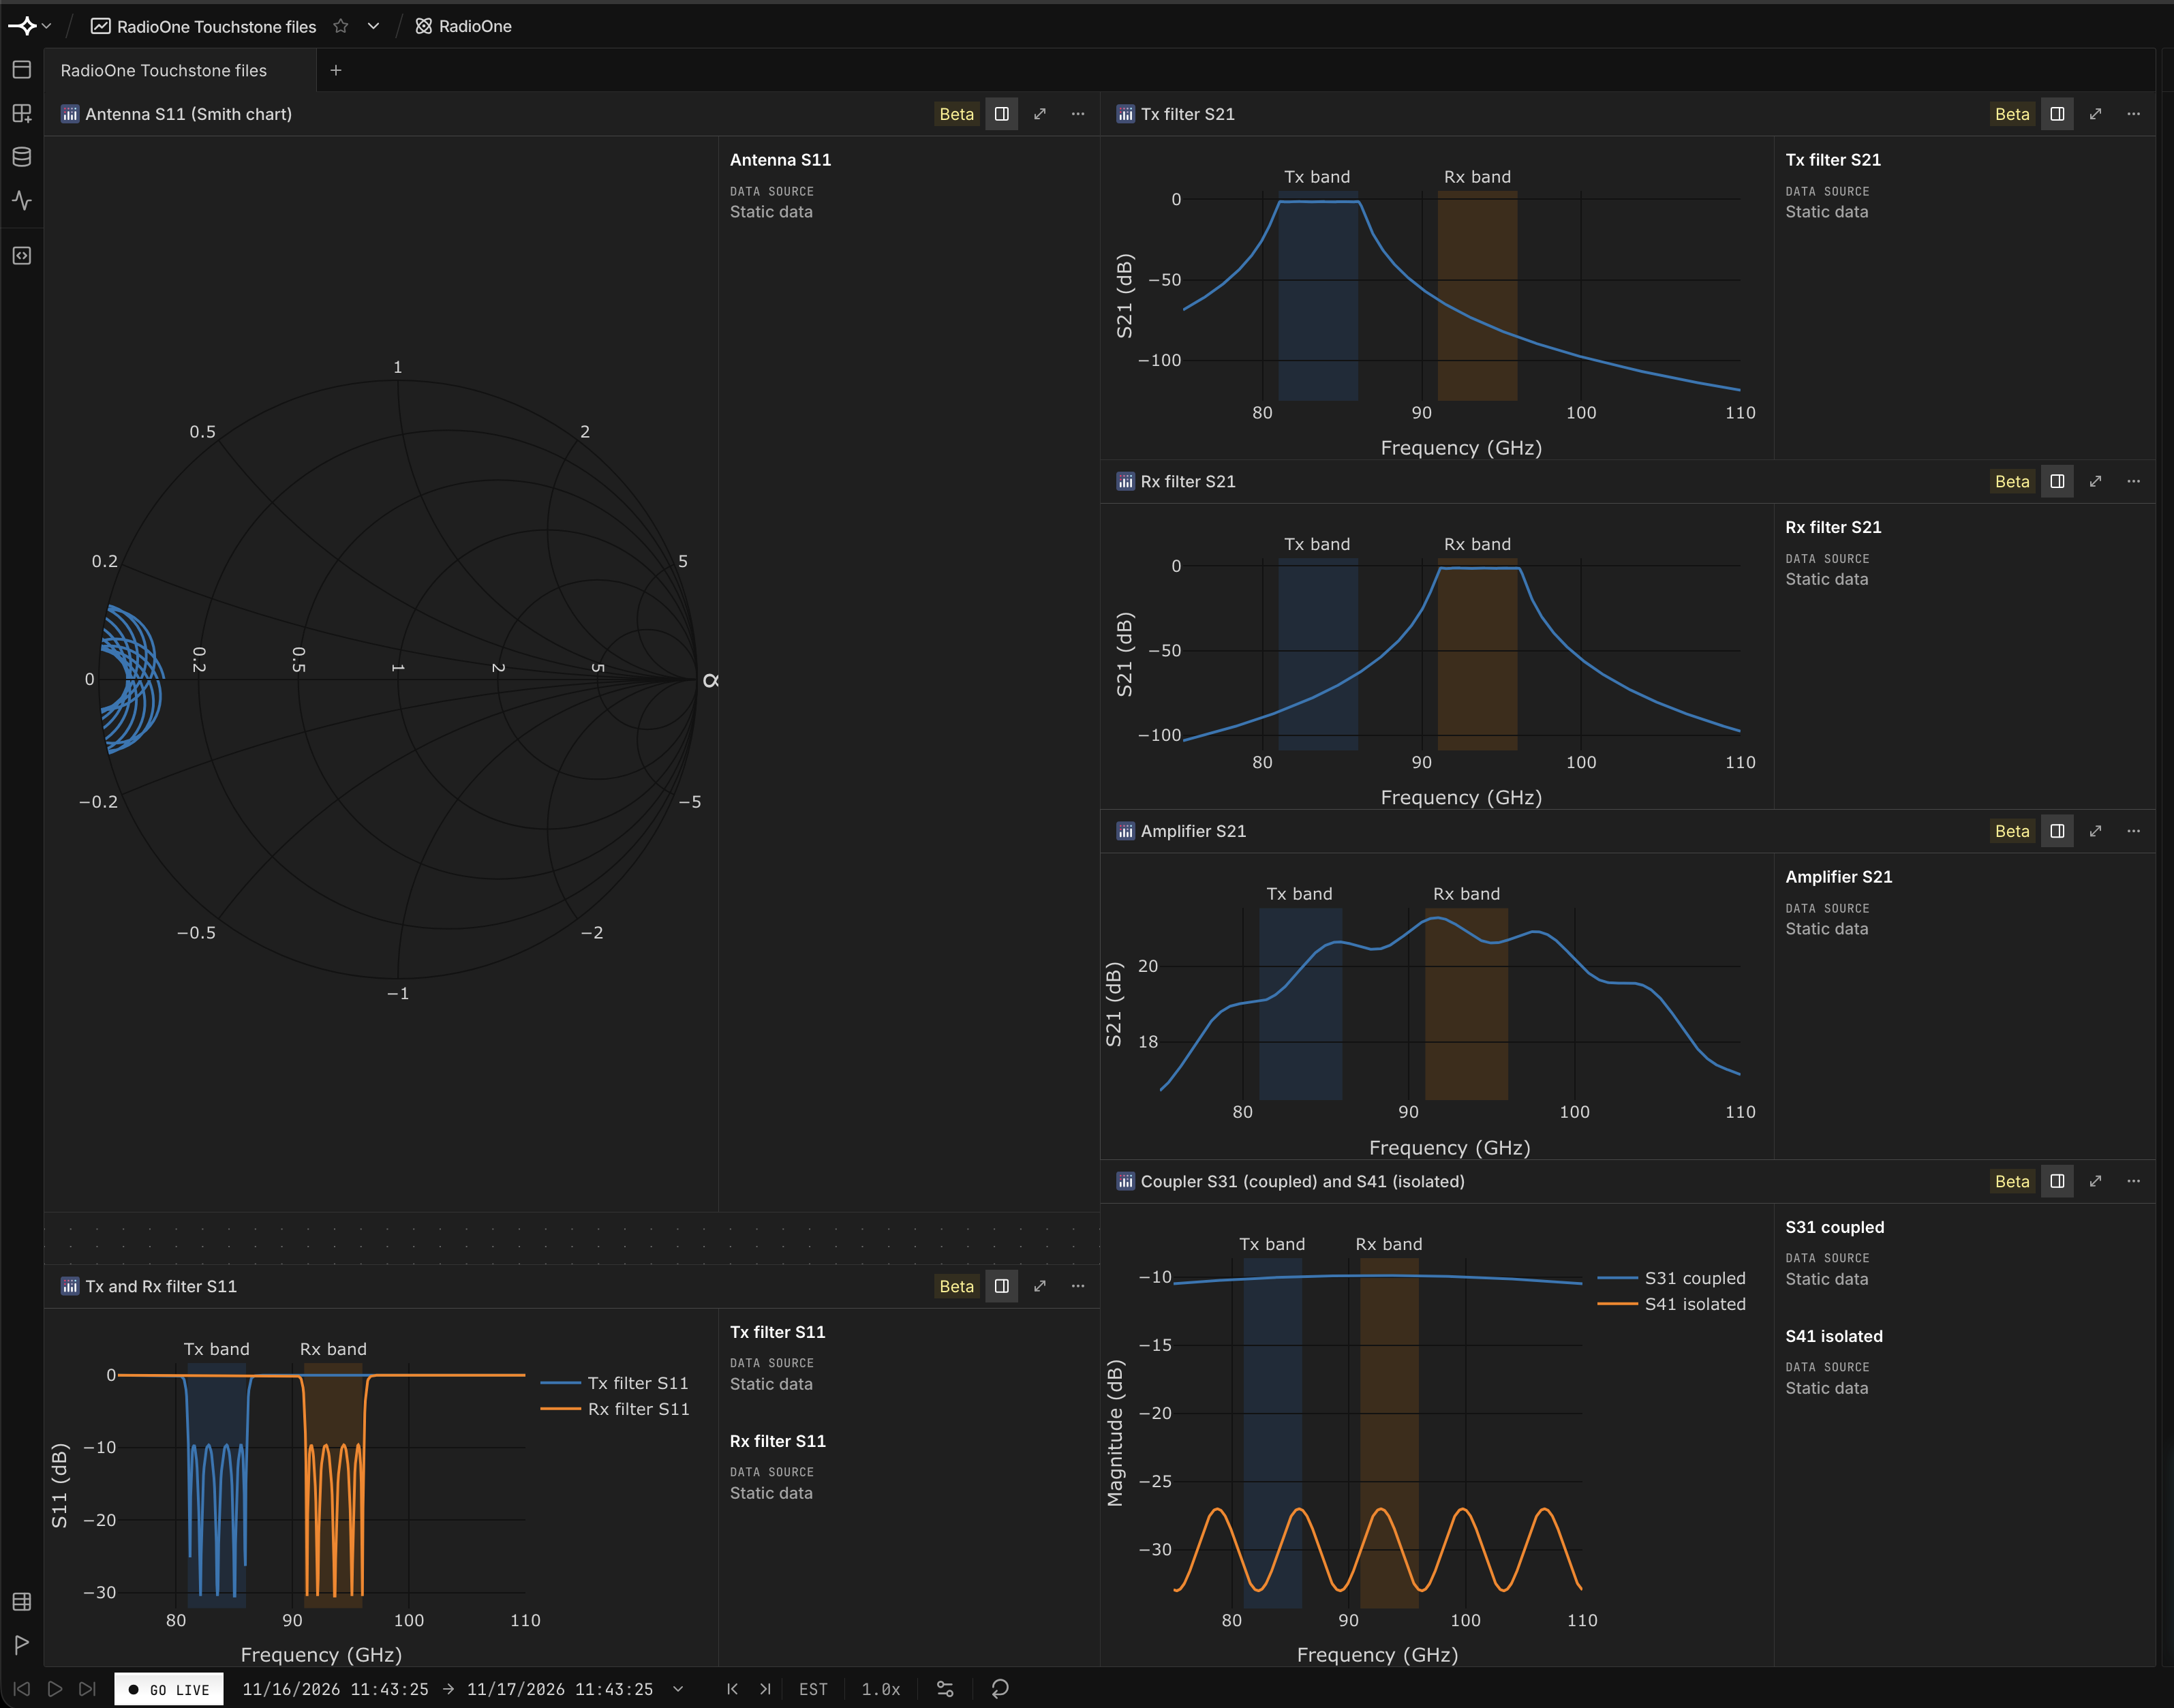 RadioOne Touchstone files
RadioOne
RadioOne Touchstone files
Antenna S11 (Smith chart)
Beta
1
0.5
2
0.2
5
0
0.2
0.5
1
2
5
−0.2
−5
−0.5
−2
−1
Antenna S11
DATA SOURCE
Static data
Tx and Rx filter S11
Beta
Tx band
Rx band
0
−10
−20
−30
S11 (dB)
80
90
100
110
Frequency (GHz)
Tx filter S11
Rx filter S11
Tx filter S11
DATA SOURCE
Static data
Rx filter S11
DATA SOURCE
Static data
Tx filter S21
Beta
Tx band
Rx band
0
−50
−100
S21 (dB)
80
90
100
110
Frequency (GHz)
Tx filter S21
DATA SOURCE
Static data
Rx filter S21
Beta
Tx band
Rx band
0
−50
−100
S21 (dB)
80
90
100
110
Frequency (GHz)
Rx filter S21
DATA SOURCE
Static data
Amplifier S21
Beta
Tx band
Rx band
20
18
S21 (dB)
80
90
100
110
Frequency (GHz)
Amplifier S21
DATA SOURCE
Static data
Coupler S31 (coupled) and S41 (isolated)
Beta
Tx band
Rx band
−10
−15
−20
−25
−30
Magnitude (dB)
80
90
100
110
Frequency (GHz)
S31 coupled
S41 isolated
S31 coupled
DATA SOURCE
Static data
S41 isolated
DATA SOURCE
Static data
GO LIVE
11/16/2026 11:43:25 → 11/17/2026 11:43:25
EST
1.0x